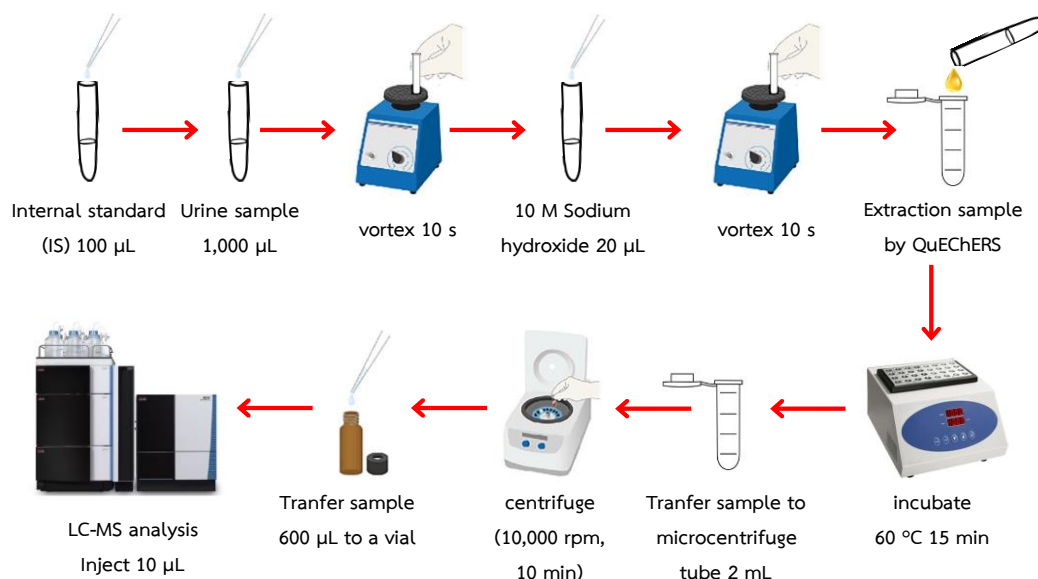 Internal standard
(IS) 100 µL
Urine sample
1,000 µL
vortex 10 s
10 M Sodium
hydroxide 20 µL
vortex 10 s
Extraction sample
by QuEChERS
LC-MS analysis
Inject 10 µL
Tranfer sample
600 µL to a vial
centrifuge
(10,000 rpm,
10 min)
Tranfer sample to
microcentrifuge
tube 2 mL
incubate
60 °C 15 min